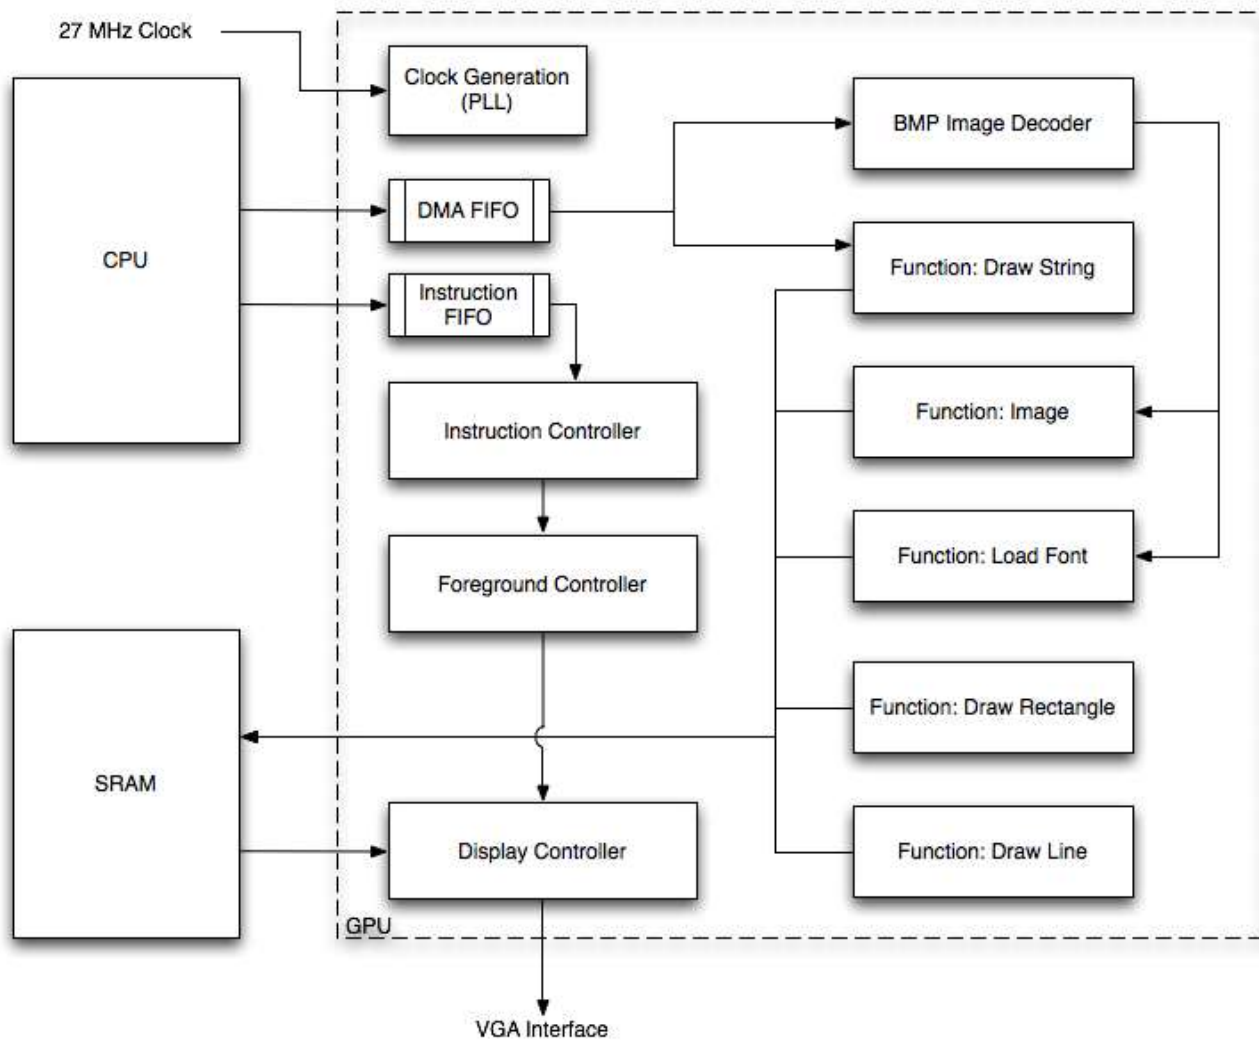 27 MHz Clock
Clock Generation
(PLL)
BMP Image Decoder
DMA FIFO
CPU
Function: Draw String
Instruction
FIFO
Function: Image
Instruction Controller
Function: Load Font
Foreground Controller
Function: Draw Rectangle
SRAM
Display Controller
Function: Draw Line
GPU
VGA Interface